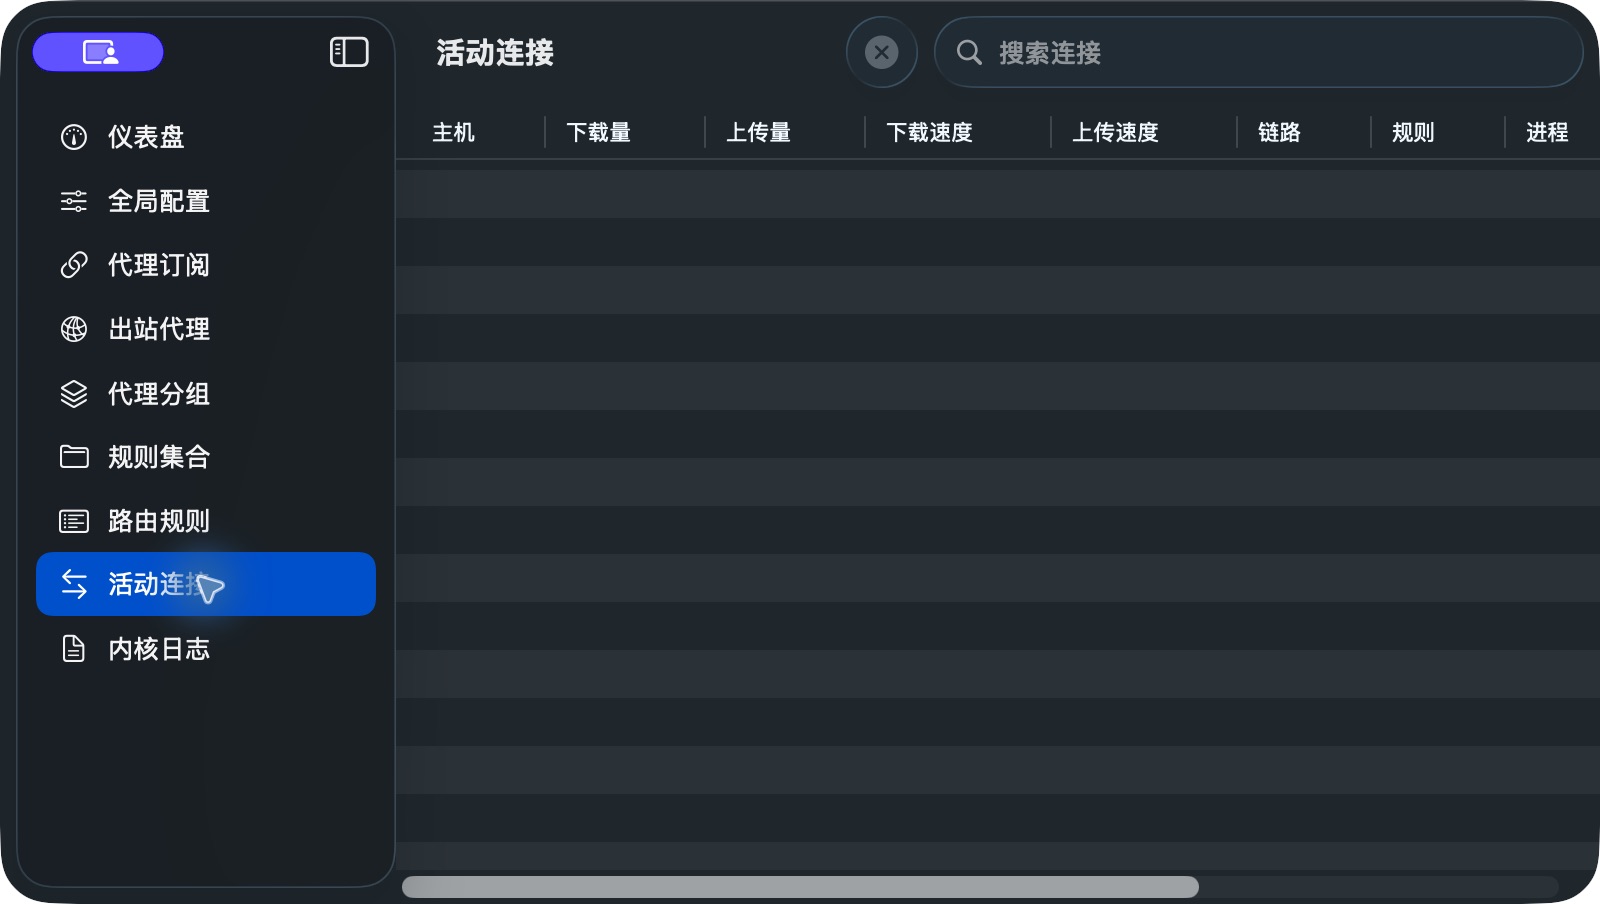 活动连接
搜索连接
仪表盘
全局配置
代理订阅
出站代理
代理分组
规则集合
路由规则
活动连接
内核日志
主机 下载量 上传量 下载速度 上传速度 链路 规则 进程